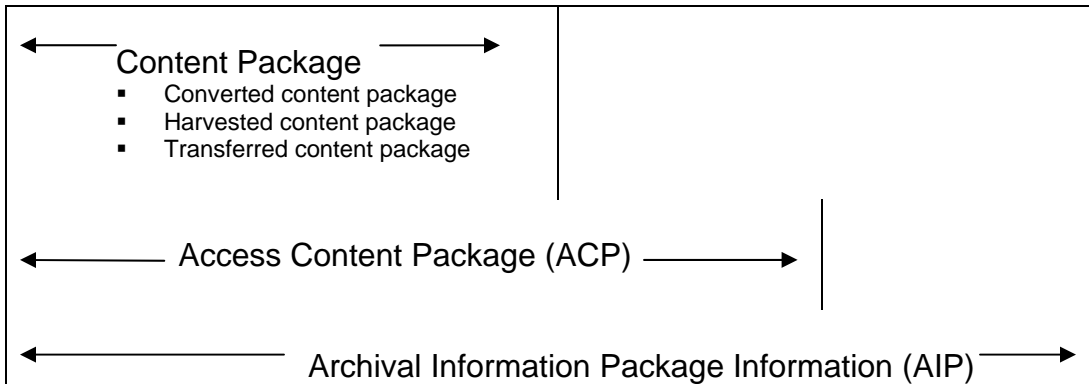 Content Package
▪ Converted content package
▪ Harvested content package
▪ Transferred content package
Access Content Package (ACP)
Archival Information Package Information (AIP)